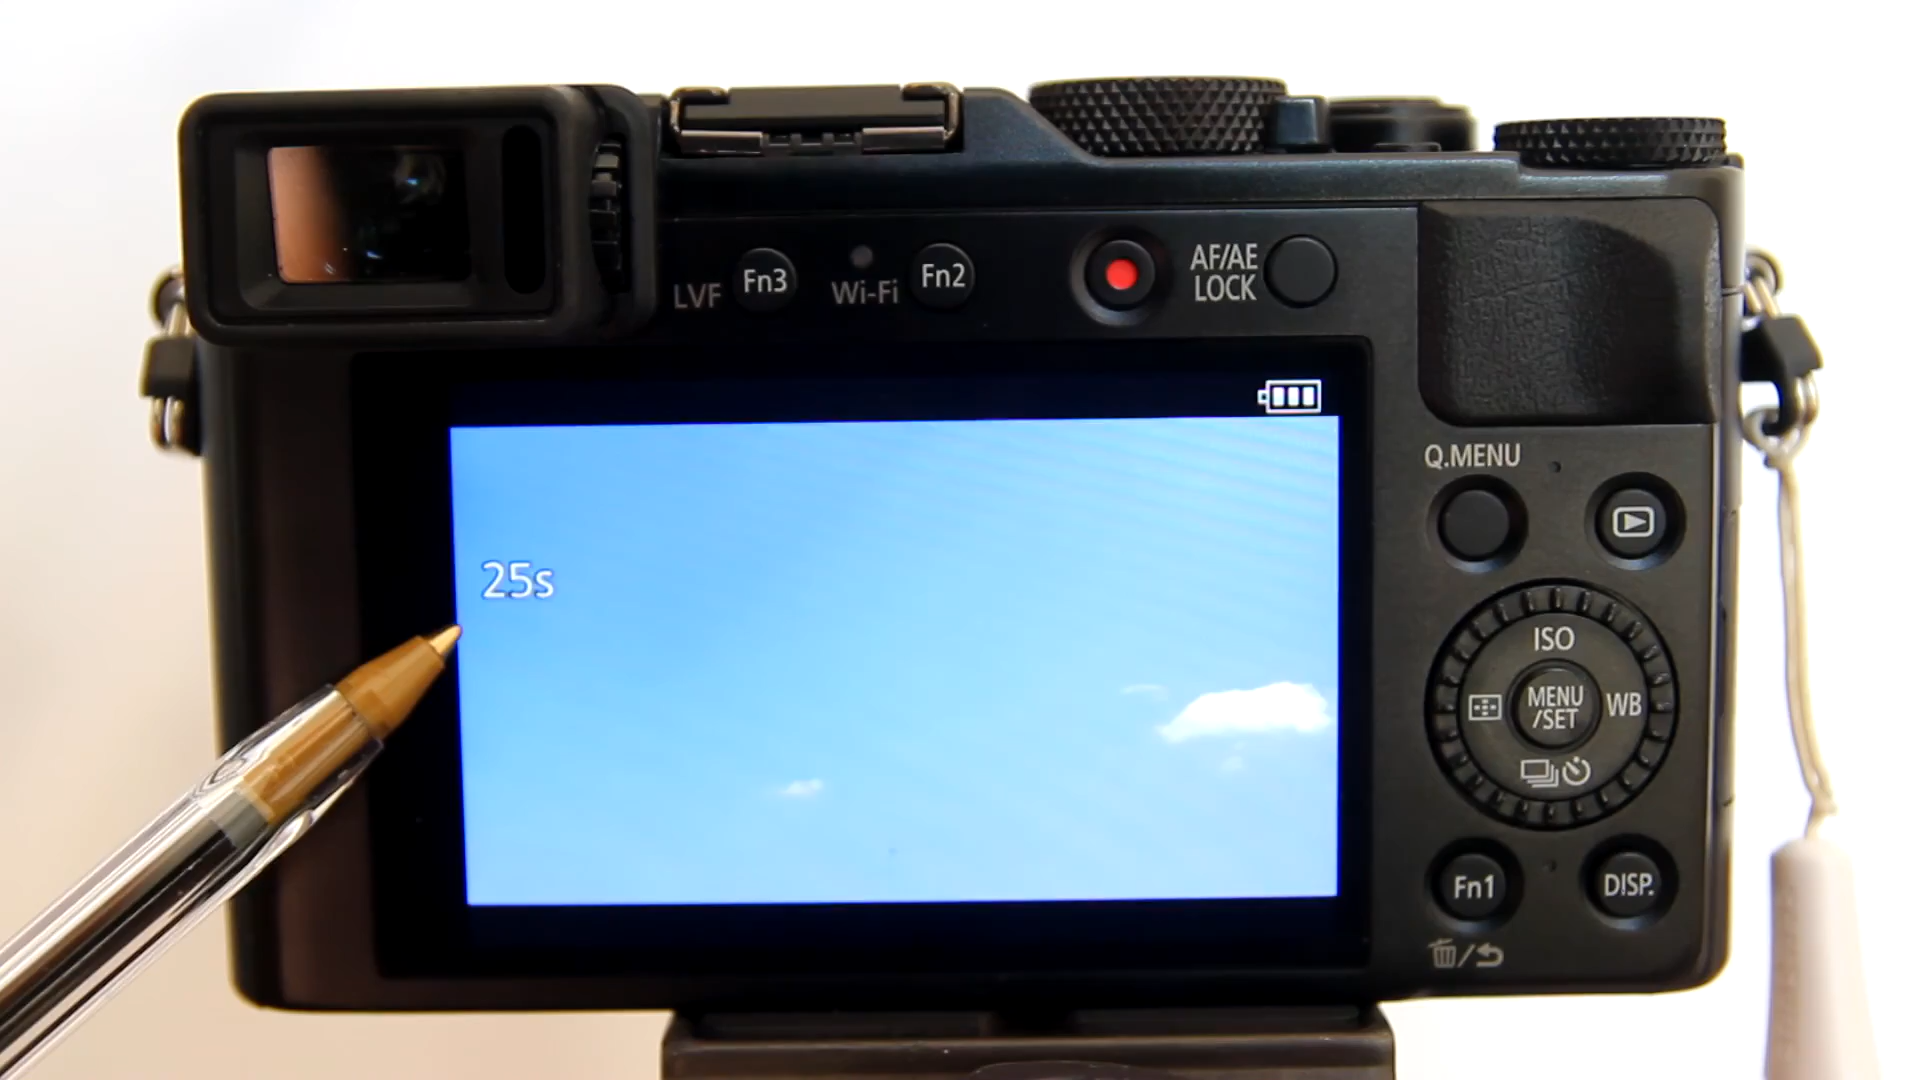 LVF Fn3 Wi-Fi Fn2
AF/AE
LOCK
Q.MENU
25s
ISO
MENU
/SET
WB
Fn1
DISP.